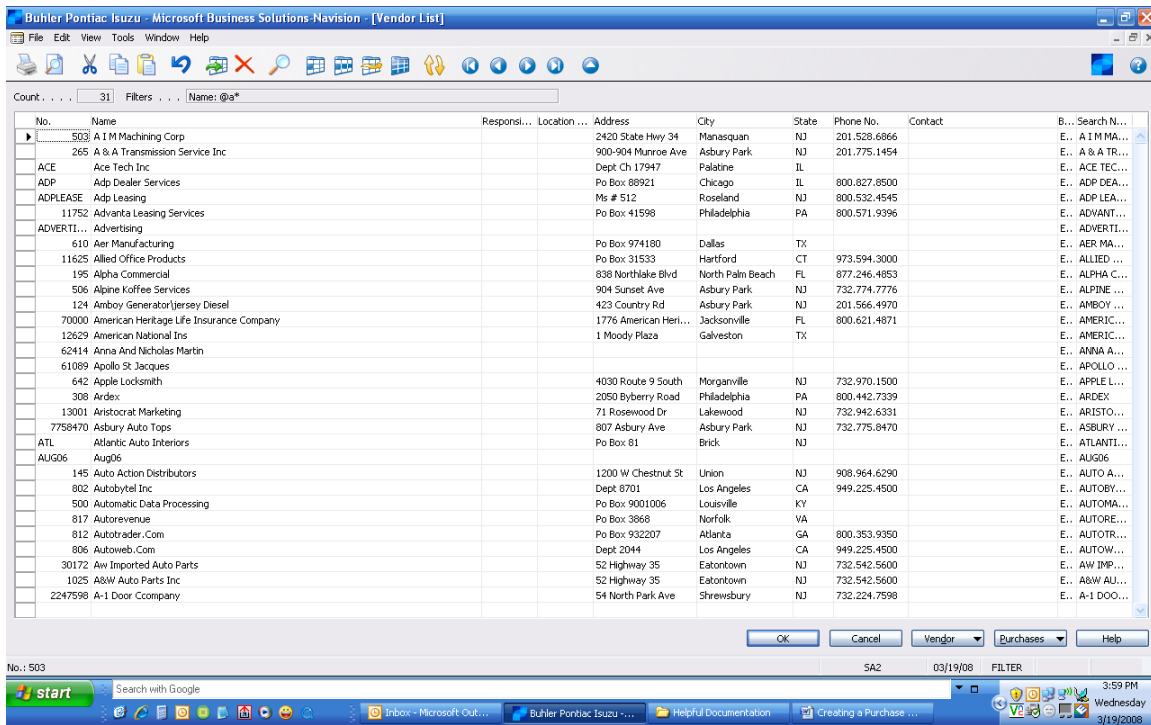 Buhler Pontiac Isuzu - Microsoft Business Solutions-Navision - [Vendor List]
File Edit View Tools Window Help
Count . . . . 31 Filters . . . Name: @a*
No. Name Responsi... Location ... Address City State Phone No. Contact B... Search N...
503 A I M Machining Corp 2420 State Hwy 34 Manasquan NJ 201.528.6866 E... A I M MA...
265 A & A Transmission Service Inc 900-904 Munroe Ave Asbury Park NJ 201.775.1454 E... A & A TR...
ACE Ace Tech Inc Dept Ch 17947 Palatine IL E... ACE TEC...
ADP Adp Dealer Services Po Box 88921 Chicago IL 800.827.8500 E... ADP DEA...
ADPLEASE Adp Leasing Ms # 512 Roseland NJ 800.532.4545 E... ADP LEA...
11752 Advanta Leasing Services Po Box 41598 Philadelphia PA 800.571.9396 E... ADVANT...
ADVERTI... Advertising E... ADVERTI...
610 Aer Manufacturing Po Box 974180 Dallas TX E... AER MA...
11625 Allied Office Products Po Box 31533 Hartford CT 973.594.3000 E... ALLIED ...
195 Alpha Commercial 838 Northlake Blvd North Palm Beach FL 877.246.4853 E... ALPHA C...
506 Alpine Koffee Services 904 Sunset Ave Asbury Park NJ 732.774.7776 E... ALPINE ...
124 Amboy Generator\jersey Diesel 423 Country Rd Asbury Park NJ 201.566.4970 E... AMBOY ...
70000 American Heritage Life Insurance Company 1776 American Heri... Jacksonville FL 800.621.4871 E... AMERIC...
12629 American National Ins 1 Moody Plaza Galveston TX E... AMERIC...
62414 Anna And Nicholas Martin E... ANNA A...
61089 Apollo St Jacques E... APOLLO ...
642 Apple Locksmith 4030 Route 9 South Morganville NJ 732.970.1500 E... APPLE L...
308 Ardex 2050 Byberry Road Philadelphia PA 800.442.7339 E... ARDEX
13001 Aristocrat Marketing 71 Rosewood Dr Lakewood NJ 732.942.6331 E... ARISTO...
7758470 Asbury Auto Tops 807 Asbury Ave Asbury Park NJ 732.775.8470 E... ASBURY ...
ATL Atlantic Auto Interiors Po Box 81 Brick NJ E... ATLANTI...
AUG06 Aug06 E... AUG06
145 Auto Action Distributors 1200 W Chestnut St Union NJ 908.964.6290 E... AUTO A...
802 Autobytel Inc Dept 8701 Los Angeles CA 949.225.4500 E... AUTOBY...
500 Automatic Data Processing Po Box 9001006 Louisville KY E... AUTOMA...
817 Autorevenue Po Box 3868 Norfolk VA E... AUTORE...
812 Autotrader.Com Po Box 932207 Atlanta GA 800.353.9350 E... AUTOTR...
806 Autoweb.Com Dept 2044 Los Angeles CA 949.225.4500 E... AUTOW...
30172 Aw Imported Auto Parts 52 Highway 35 Eatontown NJ 732.542.5600 E... AW IMP...
1025 A&W Auto Parts Inc 52 Highway 35 Eatontown NJ 732.542.5600 E... A&W AU...
2247598 A-1 Door Ccompany 54 North Park Ave Shrewsbury NJ 732.224.7598 E... A-1 DOO...
OK Cancel Vendor Purchases Help
No.: 503 SA2 03/19/08 FILTER
start Search with Google 3:59 PM
Inbox - Microsoft Out... Buhler Pontiac Isuzu -... Helpful Documentation Creating a Purchase ... Wednesday
3/19/2008